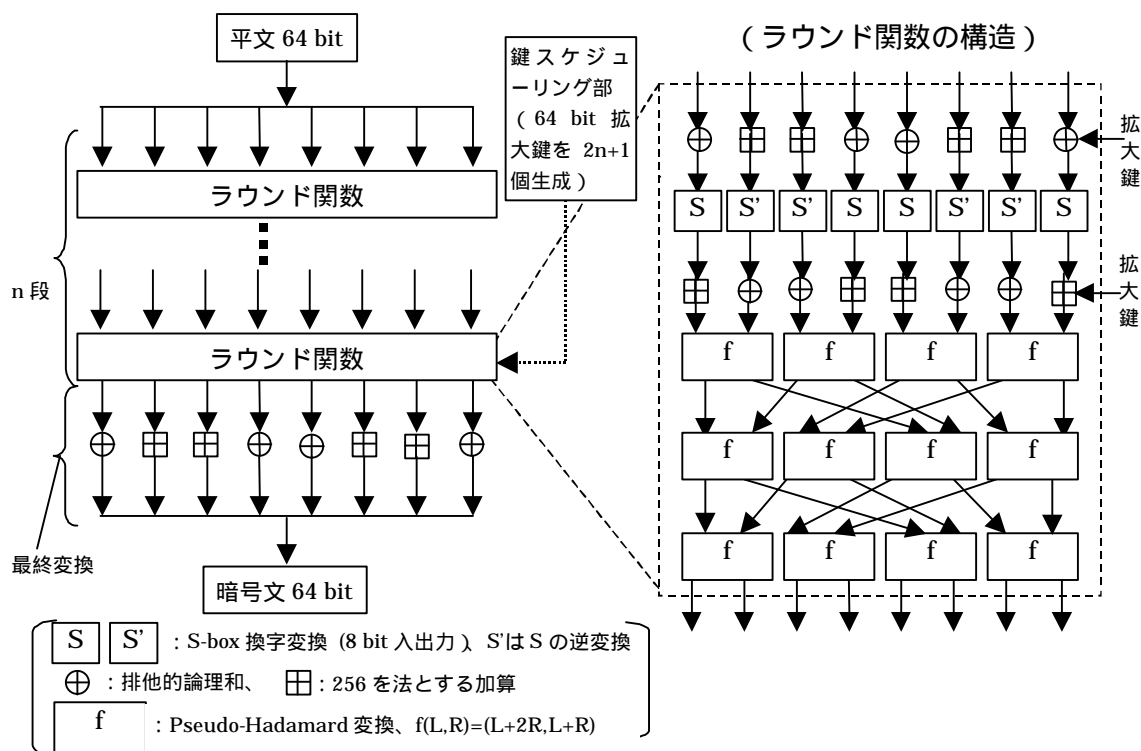 平文 64 bit
ラウンド関数
n 段
ラウンド関数
最終変換
暗号文 64 bit
鍵スケジュ
ーリング部
(64 bit 拡
大鍵を 2n+1
個生成)
(ラウンド関数の構造)
拡大鍵
S S' S' S S S' S' S
拡大鍵
f f f f
f f f f
f f f f
S S' : S-box 換字変換 (8 bit 入出力)、S'は S の逆変換
⊕ : 排他的論理和、 ⊞ : 256 を法とする加算
f : Pseudo-Hadamard 変換、f(L,R)=(L+2R,L+R)